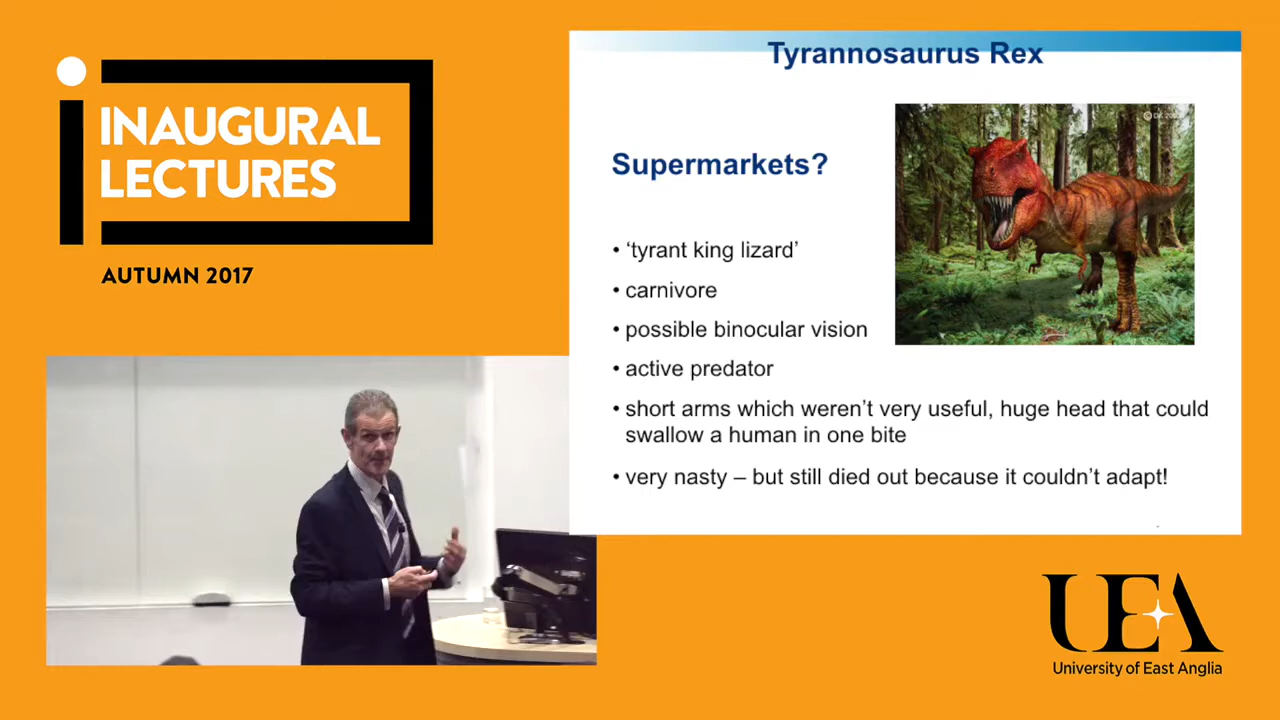 INAUGURAL
LECTURES
AUTUMN 2017
Tyrannosaurus Rex
Supermarkets?
• ‘tyrant king lizard’
• carnivore
• possible binocular vision
• active predator
• short arms which weren’t very useful, huge head that could
swallow a human in one bite
• very nasty – but still died out because it couldn’t adapt!
UEA
University of East Anglia